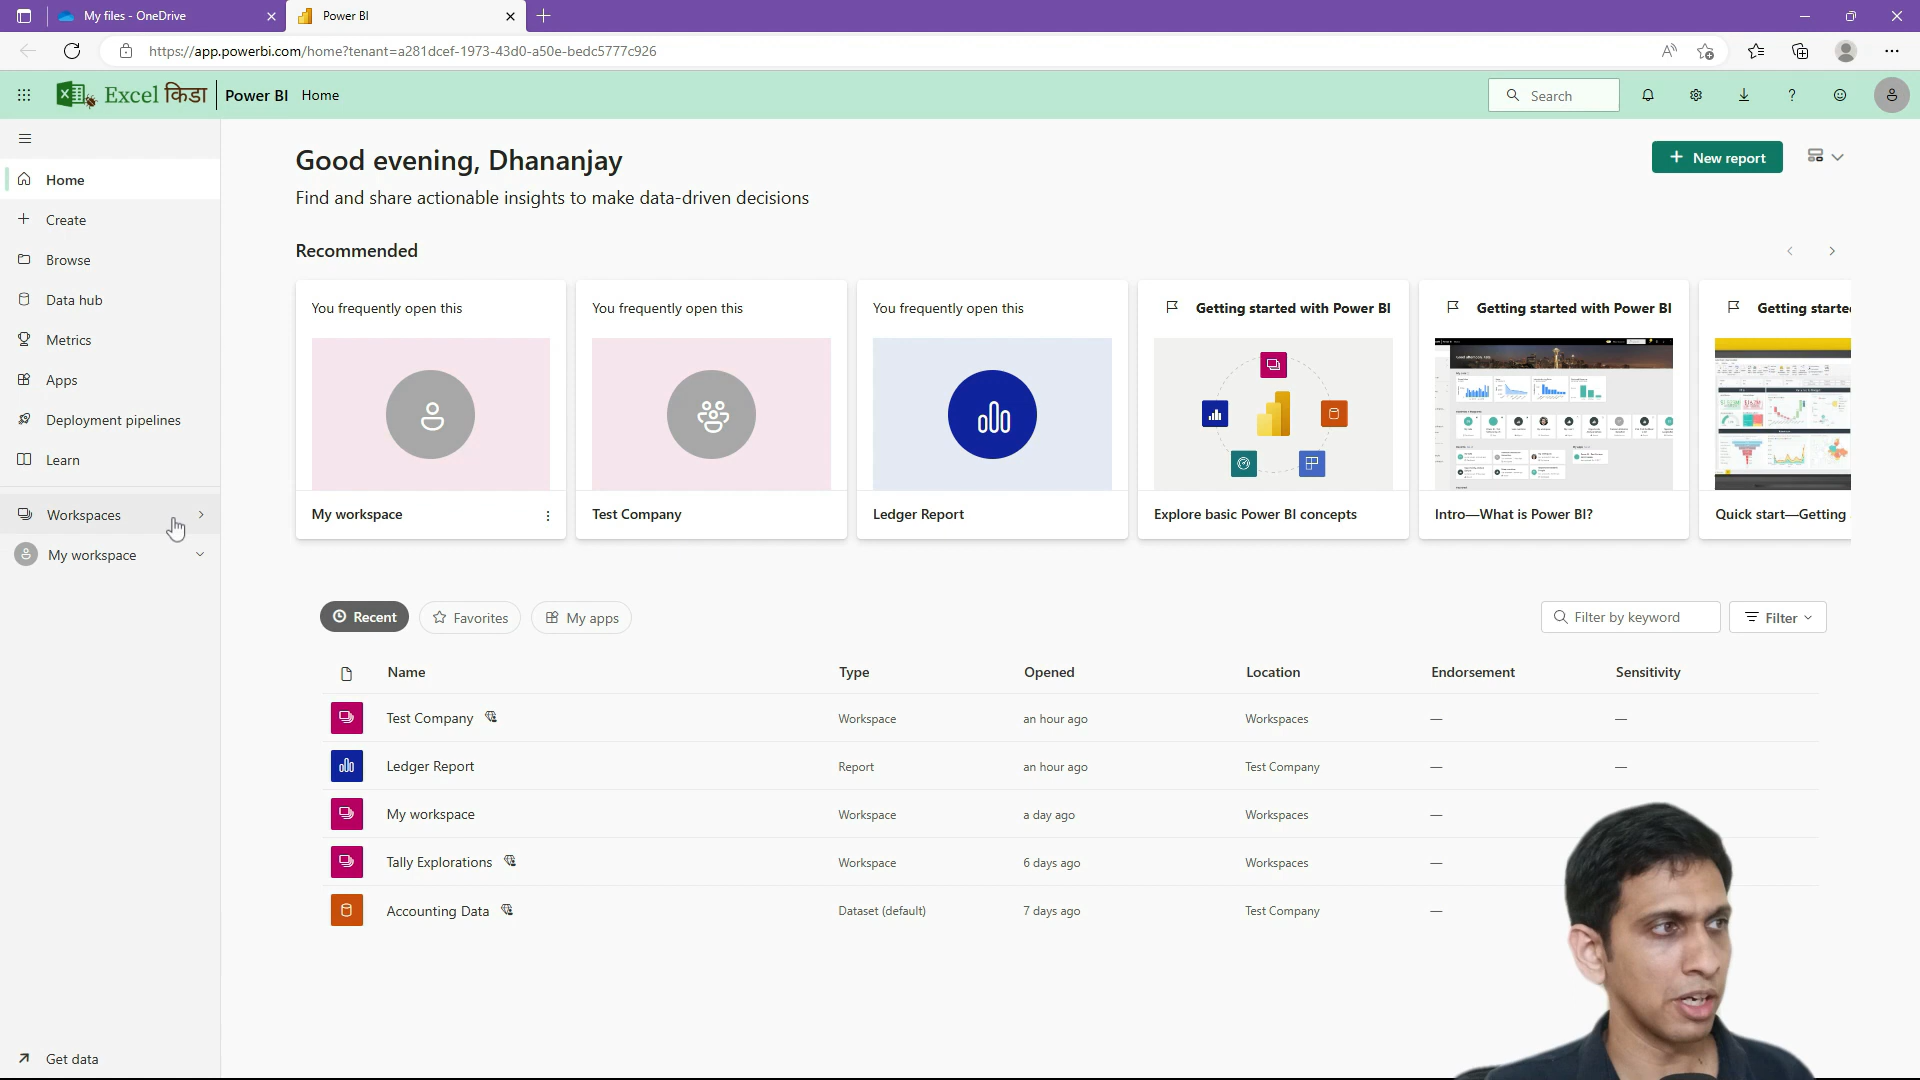 My files - OneDrive
Power BI
https://app.powerbi.com/home?tenant=a281dcef-1973-43d0-a50e-bedc5777c926
Excel किडा
Power BI Home
Search
Home
Create
Browse
Data hub
Metrics
Apps
Deployment pipelines
Learn
Workspaces
My workspace
Get data
Good evening, Dhananjay
Find and share actionable insights to make data-driven decisions
New report
Recommended
You frequently open this
My workspace
You frequently open this
Test Company
You frequently open this
Ledger Report
Getting started with Power BI
Explore basic Power BI concepts
Getting started with Power BI
Intro—What is Power BI?
Getting starte
Quick start—Getting
Recent
Favorites
My apps
Filter by keyword
Filter
Name Type Opened Location Endorsement Sensitivity
Test Company Workspace an hour ago Workspaces — —
Ledger Report Report an hour ago Test Company — —
My workspace Workspace a day ago Workspaces —
Tally Explorations Workspace 6 days ago Workspaces —
Accounting Data Dataset (default) 7 days ago Test Company —